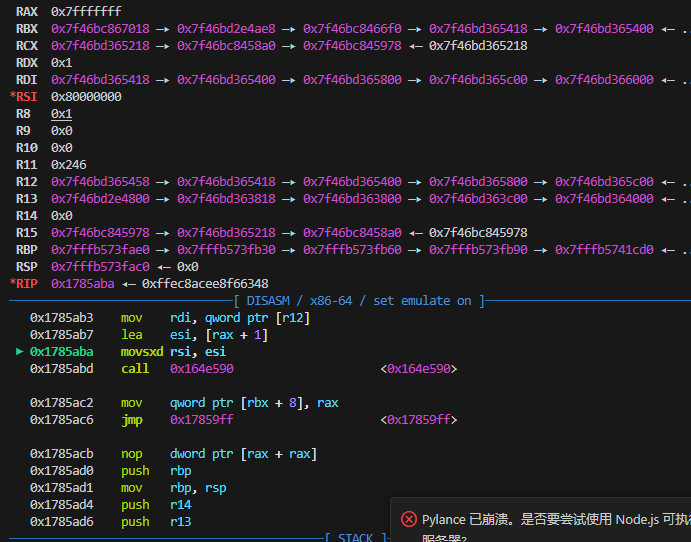 RAX 0x7fffffff
RBX 0x7f46bc867018 —▸ 0x7f46bd2e4ae8 —▸ 0x7f46bc8466f0 —▸ 0x7f46bd365418 —▸ 0x7f46bd365400 ◂— ..
RCX 0x7f46bd365218 —▸ 0x7f46bc8458a0 —▸ 0x7f46bc845978 ◂— 0x7f46bd365218
RDX 0x1
RDI 0x7f46bd365418 —▸ 0x7f46bd365400 —▸ 0x7f46bd365800 —▸ 0x7f46bd365c00 —▸ 0x7f46bd366000 ◂— ..
*RSI 0x80000000
R8 0x1
R9 0x0
R10 0x0
R11 0x246
R12 0x7f46bd365458 —▸ 0x7f46bd365418 —▸ 0x7f46bd365400 —▸ 0x7f46bd365800 —▸ 0x7f46bd365c00 ◂— ..
R13 0x7f46bd2e4800 —▸ 0x7f46bd363818 —▸ 0x7f46bd363800 —▸ 0x7f46bd363c00 —▸ 0x7f46bd364000 ◂— ..
R14 0x0
R15 0x7f46bc845978 —▸ 0x7f46bd365218 —▸ 0x7f46bc8458a0 ◂— 0x7f46bc845978
RBP 0x7fffb573fae0 —▸ 0x7fffb573fb30 —▸ 0x7fffb573fb60 —▸ 0x7fffb573fb90 —▸ 0x7fffb5741cd0 ◂— ..
RSP 0x7fffb573fac0 ◂— 0x0
*RIP 0x1785aba ◂— 0xffec8acee8f66348
[ DISASM / x86-64 / set emulate on ]
0x1785ab3 mov rdi, qword ptr [r12]
0x1785ab7 lea esi, [rax + 1]
► 0x1785aba movsxd rsi, esi
0x1785abd call 0x164e590 <0x164e590>
0x1785ac2 mov qword ptr [rbx + 8], rax
0x1785ac6 jmp 0x17859ff <0x17859ff>
0x1785acb nop dword ptr [rax + rax]
0x1785ad0 push rbp
0x1785ad1 mov rbp, rsp
0x1785ad4 push r14
0x1785ad6 push r13
[ STACK ]
Pylance 已崩溃。是否要尝试使用 Node.js 可执
服务器?